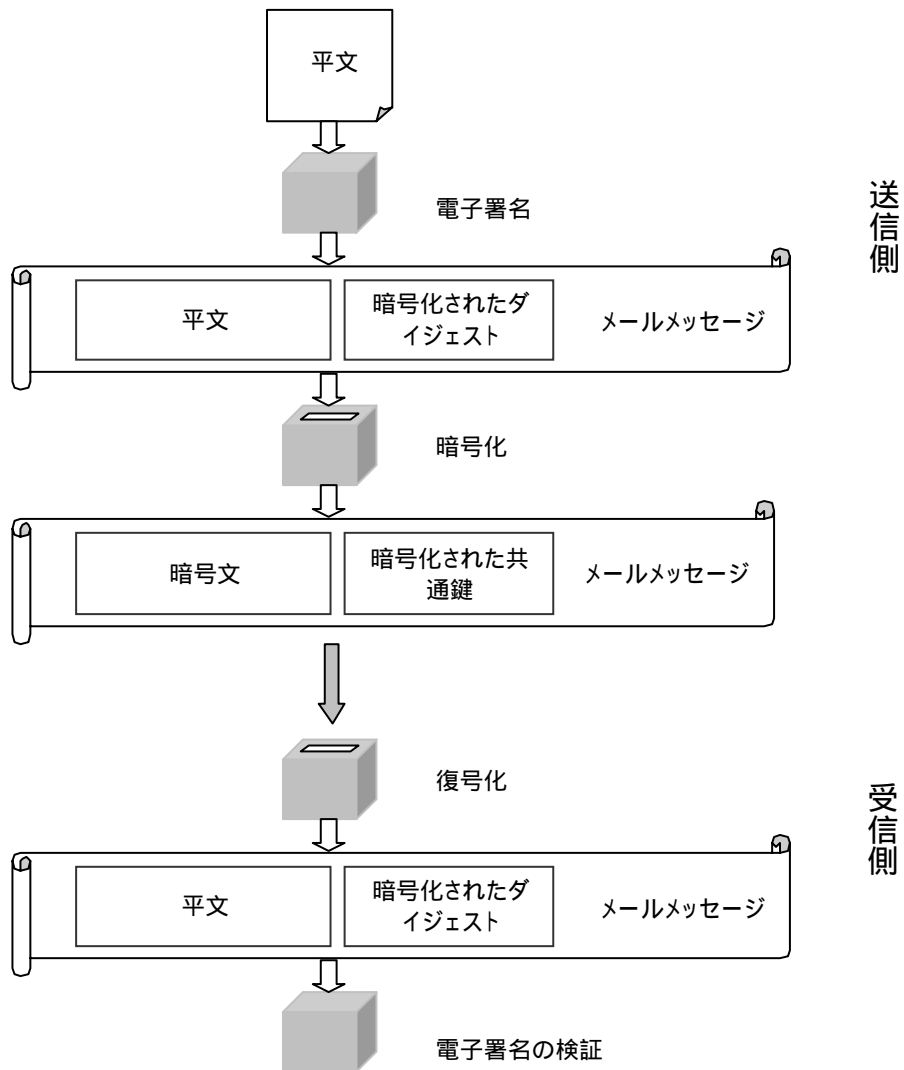 平文
電子署名
送信側
平文
暗号化されたダ
イジェスト
メールメッセージ
暗号化
暗号文
暗号化された共
通鍵
メールメッセージ
復号化
受信側
平文
暗号化されたダ
イジェスト
メールメッセージ
電子署名の検証